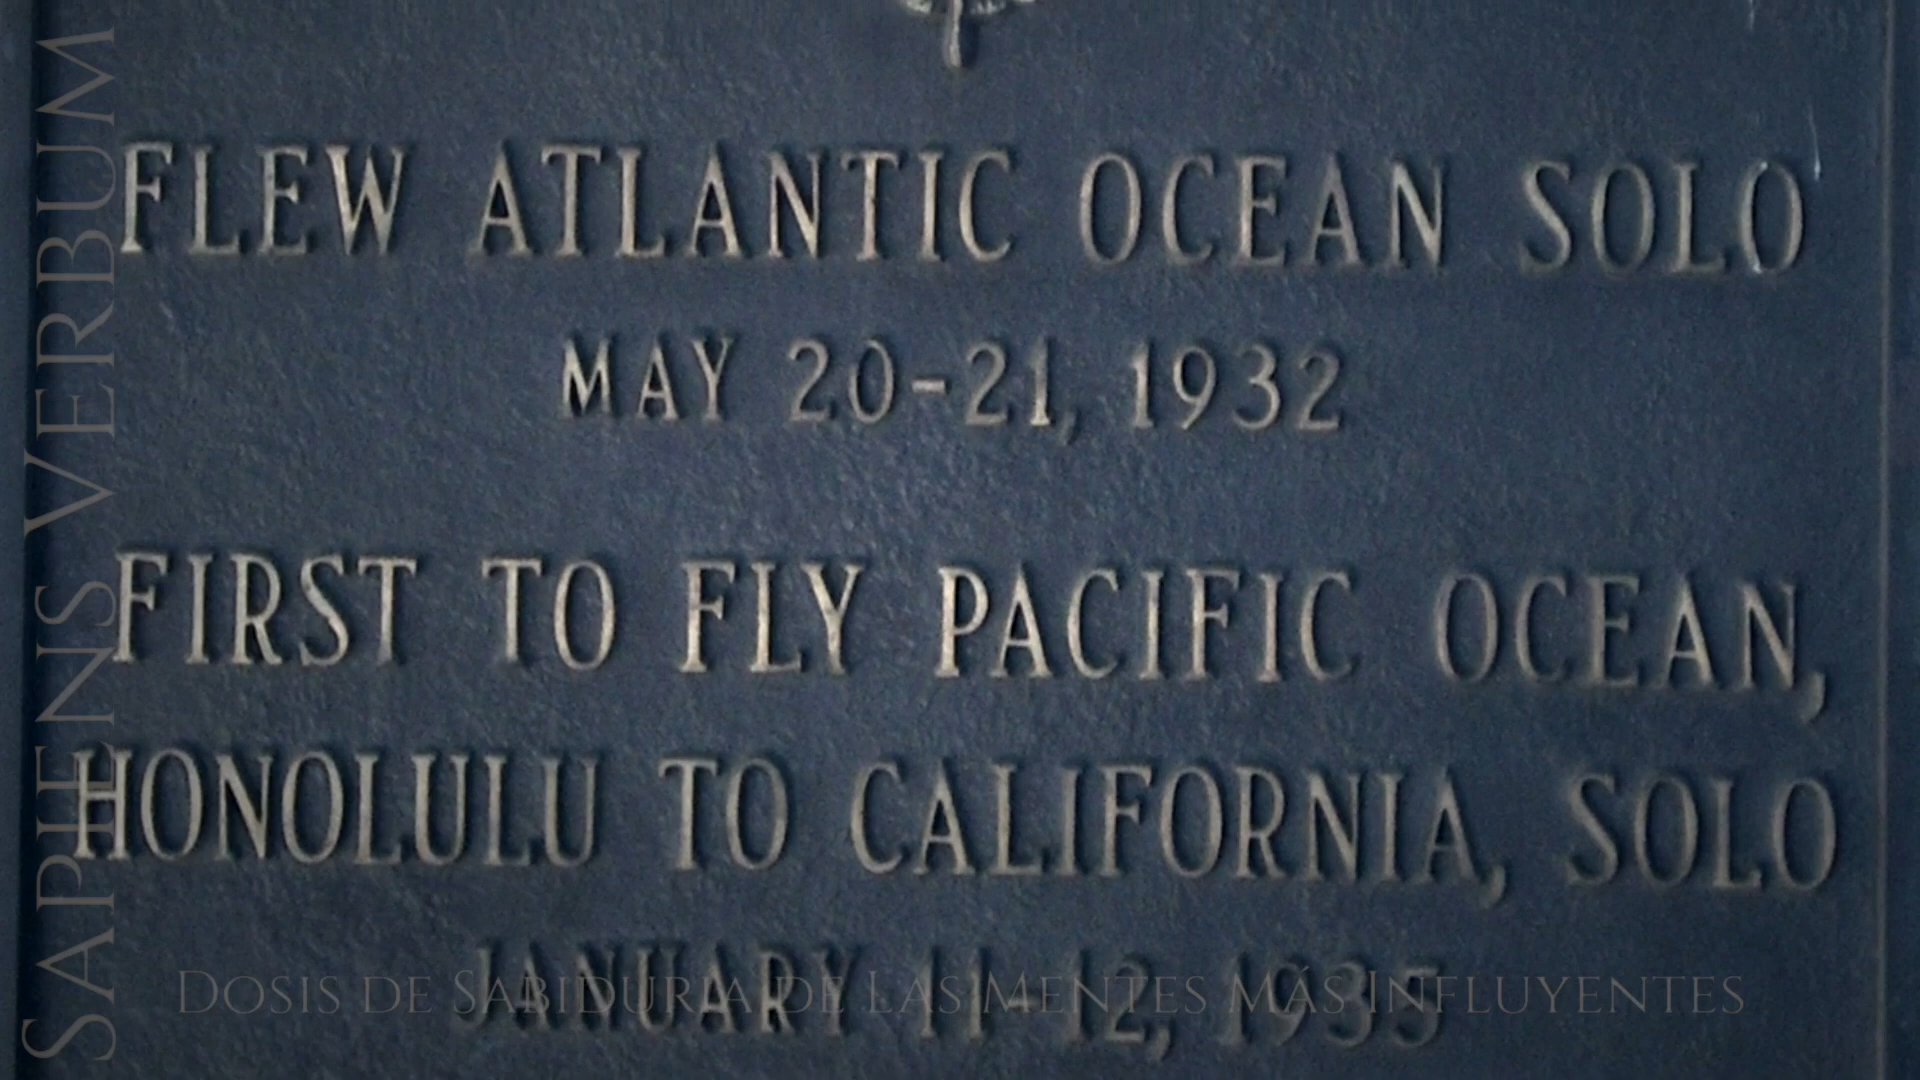 FLEW ATLANTIC OCEAN SOLO
MAY 20-21, 1932
FIRST TO FLY PACIFIC OCEAN,
HONOLULU TO CALIFORNIA, SOLO
JANUARY 11-12, 1935
SAPIENS VERBUM
DOSIS DE SABIDURIA DE LAS MENTES MÁS INFLUYENTES